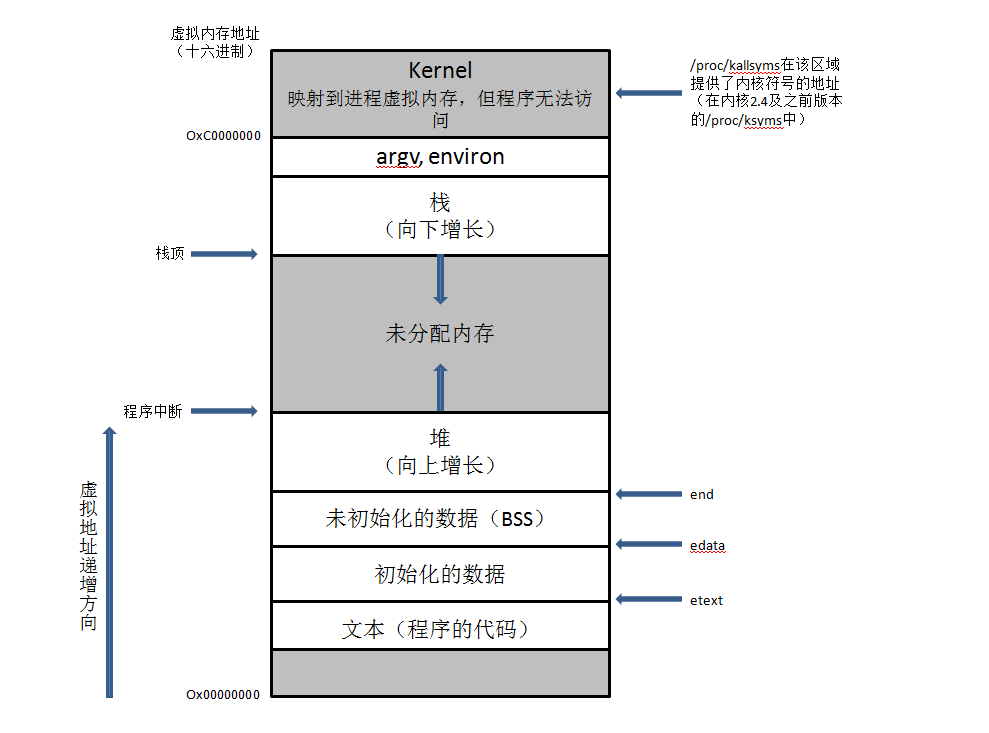 虚拟内存地址
（十六进制）
Kernel
映射到进程虚拟内存，但程序无法访
问
/proc/kallsyms在该区域
提供了内核符号的地址
（在内核2.4及之前版本
的/proc/ksyms中）
OxC0000000
argv, environ
栈
（向下增长）
栈顶
未分配内存
程序中断
堆
（向上增长）
end
未初始化的数据（BSS）
edata
初始化的数据
etext
文本（程序的代码）
虚拟地址递增方向
Ox00000000